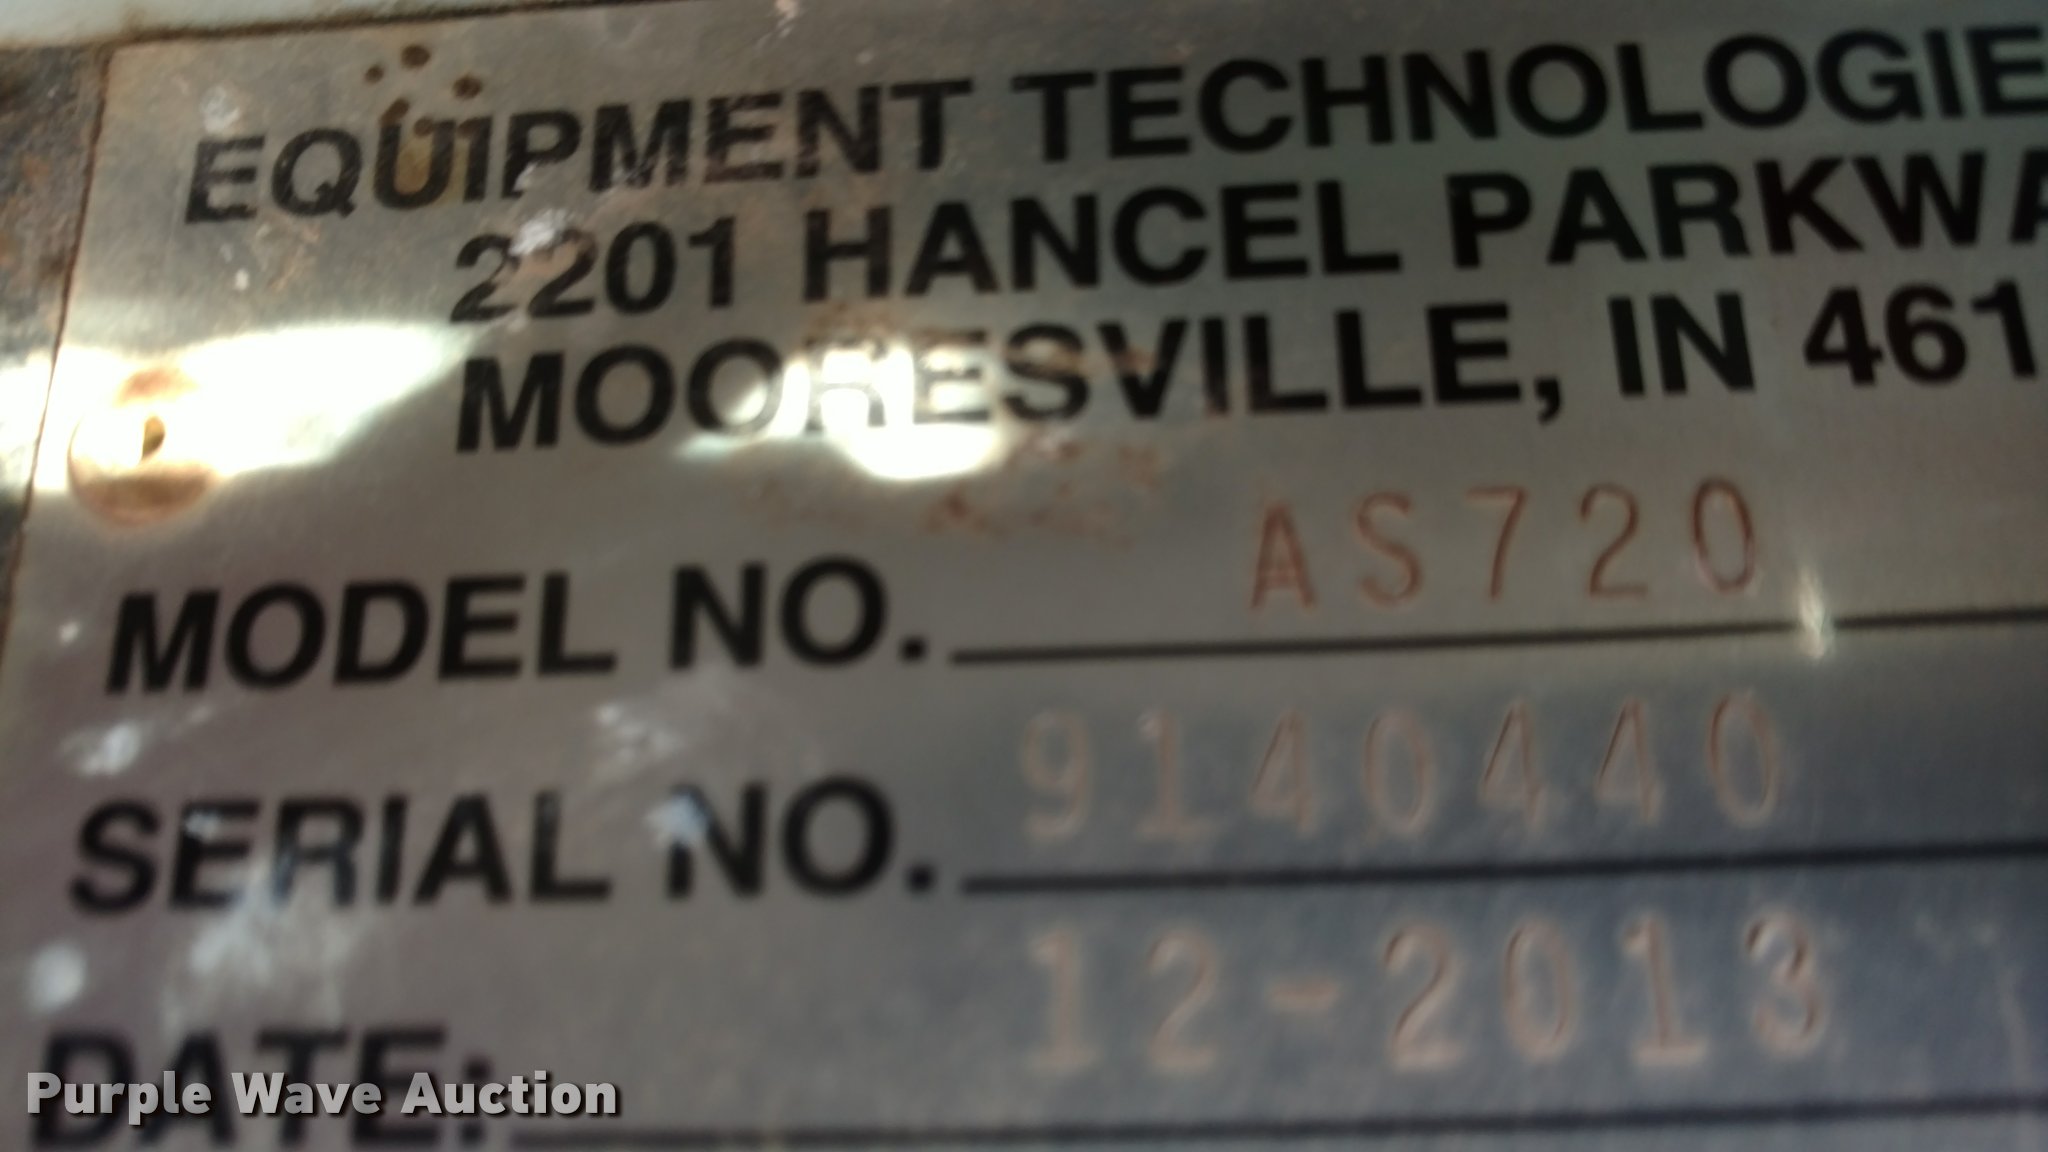 EQUIPMENT TECHNOLOGIE
2201 HANCEL PARKWA
MOORESVILLE, IN 461
MODEL NO. AS720
SERIAL NO. 9140440
DATE: 12-2013
Purple Wave Auction